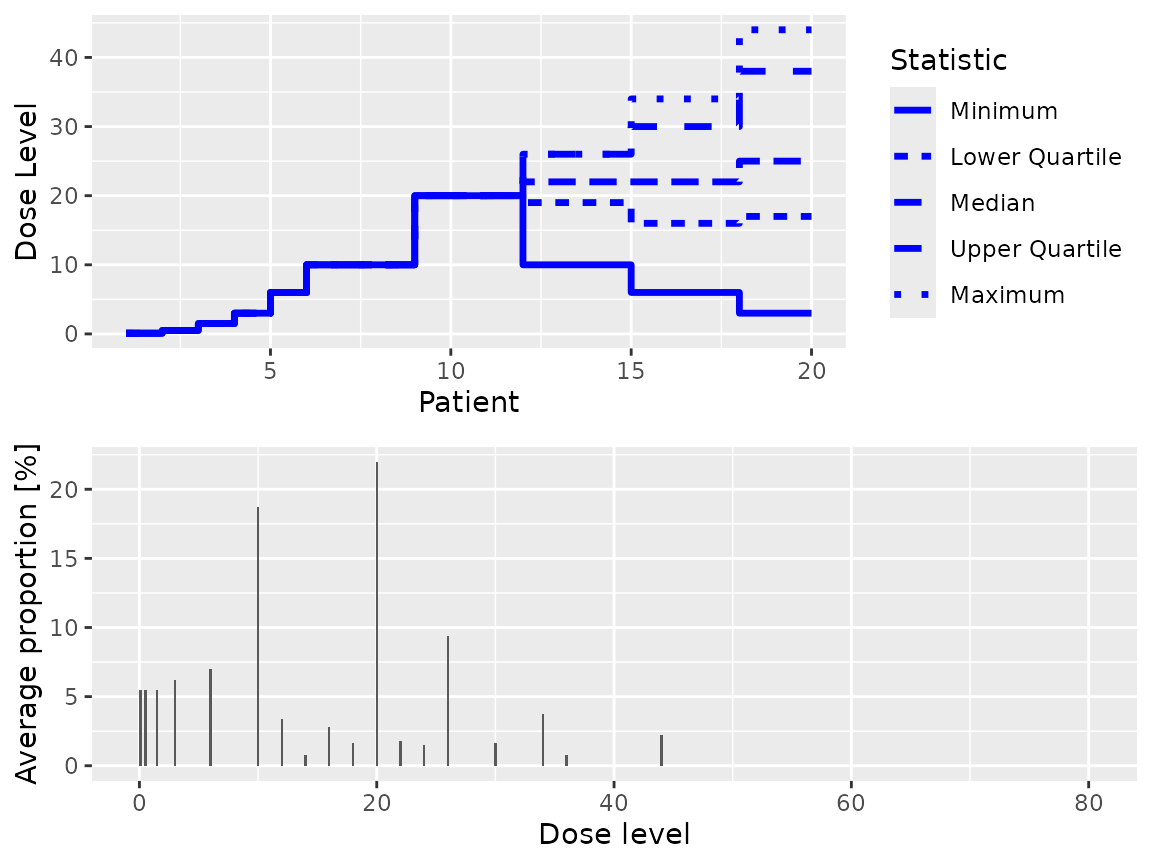 Dose Level
40
30
20
10
0
5
10
15
20
Patient
Statistic
Minimum
Lower Quartile
Median
Upper Quartile
Maximum
Average proportion [%]
20
15
10
5
0
0
20
40
60
80
Dose level